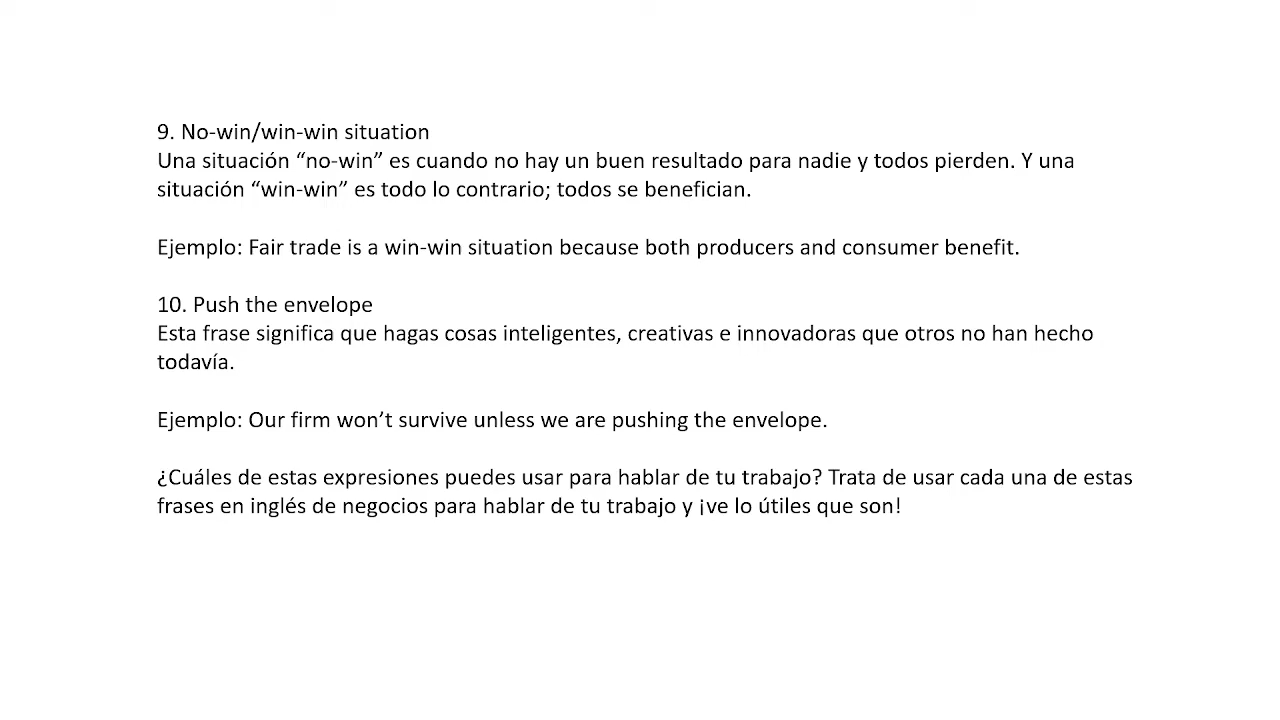 9. No-win/win-win situation
Una situación “no-win” es cuando no hay un buen resultado para nadie y todos pierden. Y una
situación “win-win” es todo lo contrario; todos se benefician.
Ejemplo: Fair trade is a win-win situation because both producers and consumer benefit.
10. Push the envelope
Esta frase significa que hagas cosas inteligentes, creativas e innovadoras que otros no han hecho
todavía.
Ejemplo: Our firm won’t survive unless we are pushing the envelope.
¿Cuáles de estas expresiones puedes usar para hablar de tu trabajo? Trata de usar cada una de estas
frases en inglés de negocios para hablar de tu trabajo y ¡ve lo útiles que son!